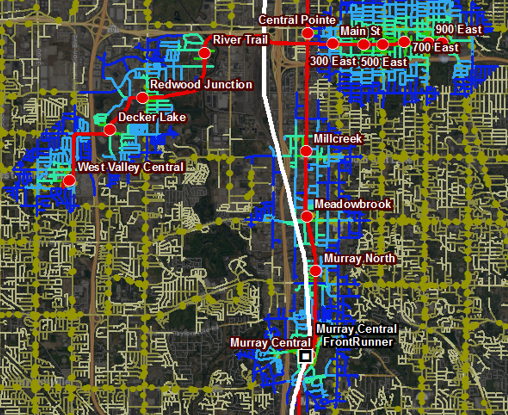 Central Pointe
Main St
900 East
River Trail
700 East
300 East
500 East
Redwood Junction
Decker Lake
Millcreek
West Valley Central
Meadowbrook
Murray North
Murray Central
Murray Central
FrontRunner